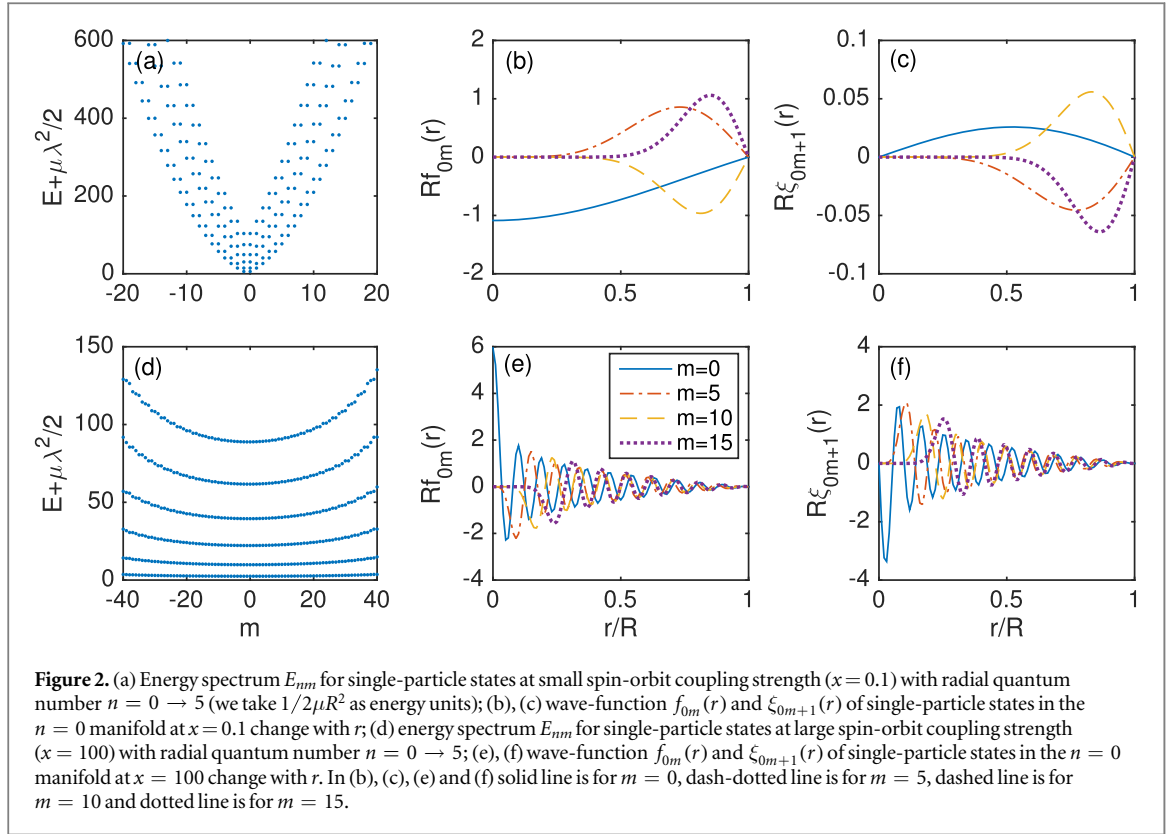 600
400
200
0
-20
-10
0
10
20
E+μλ²/2
(a)
2
1
0
-1
-2
0
0.5
1
Rf₀ₘ(r)
(b)
0.1
0.05
0
-0.05
-0.1
0
0.5
1
Rξ₀ₘ₊₁(r)
(c)
150
100
50
0
-40
-20
0
20
40
E+μλ²/2
m
(d)
6
4
2
0
-2
-4
0
0.5
1
Rf₀ₘ(r)
r/R
(e)
m=0
m=5
m=10
m=15
4
2
0
-2
-4
0
0.5
1
Rξ₀ₘ₊₁(r)
r/R
(f)
Figure 2. (a) Energy spectrum Eₙₘ for single-particle states at small spin-orbit coupling strength (x = 0.1) with radial quantum
number n = 0 → 5 (we take 1/2μR² as energy units); (b), (c) wave-function f₀ₘ(r) and ξ₀ₘ₊₁(r) of single-particle states in the
n = 0 manifold at x = 0.1 change with r; (d) energy spectrum Eₙₘ for single-particle states at large spin-orbit coupling strength
(x = 100) with radial quantum number n = 0 → 5; (e), (f) wave-function f₀ₘ(r) and ξ₀ₘ₊₁(r) of single-particle states in the n = 0
manifold at x = 100 change with r. In (b), (c), (e) and (f) solid line is for m = 0, dash-dotted line is for m = 5, dashed line is for
m = 10 and dotted line is for m = 15.